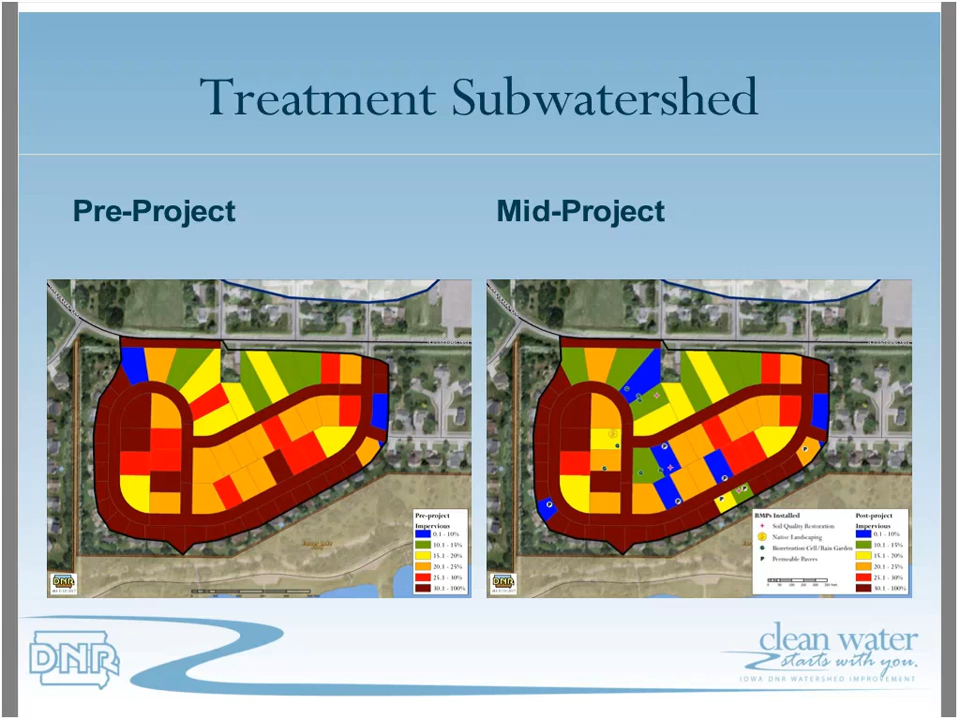 Treatment Subwatershed
Pre-Project
Mid-Project
Pre-project
Impervious
0.1 - 10%
10.1 - 15%
15.1 - 20%
20.1 - 25%
25.1 - 30%
30.1 - 100%
DNR
BMPs Installed
Soil Quality Restoration
Native Landscaping
Bioretention Cell/Rain Garden
Permeable Pavers
Post-project
Impervious
0.1 - 10%
10.1 - 15%
15.1 - 20%
20.1 - 25%
25.1 - 30%
30.1 - 100%
DNR
DNR
clean water
starts with you.
IOWA DNR WATERSHED IMPROVEMENT